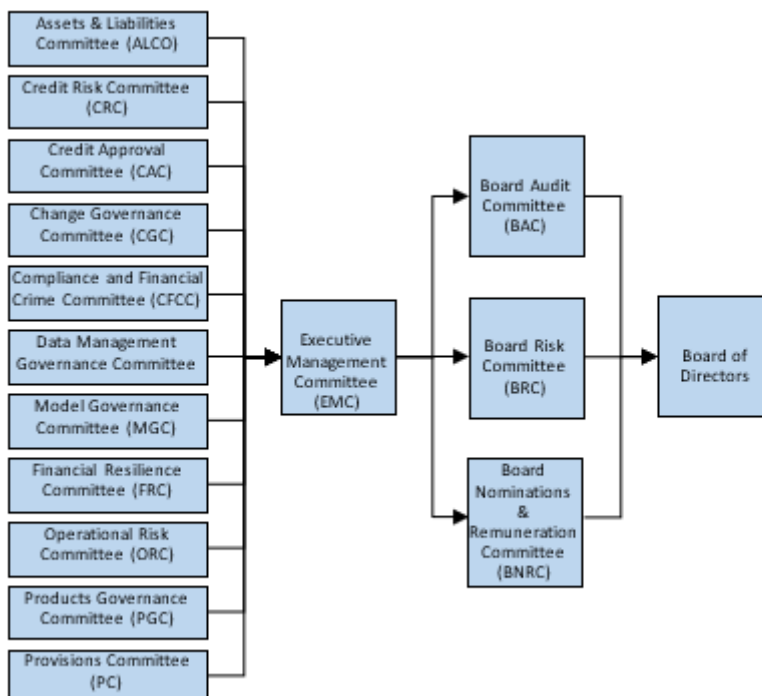 Assets & Liabilities
Committee (ALCO)
Credit Risk Committee
(CRC)
Credit Approval
Committee (CAC)
Change Governance
Committee (CGC)
Compliance and Financial
Crime Committee (CFCC)
Data Management
Governance Committee
Model Governance
Committee (MGC)
Financial Resilience
Committee (FRC)
Operational Risk
Committee (ORC)
Products Governance
Committee (PGC)
Provisions Committee
(PC)
Executive
Management
Committee
(EMC)
Board Audit
Committee
(BAC)
Board Risk
Committee
(BRC)
Board
Nominations
&
Remuneration
Committee
(BNRC)
Board of
Directors